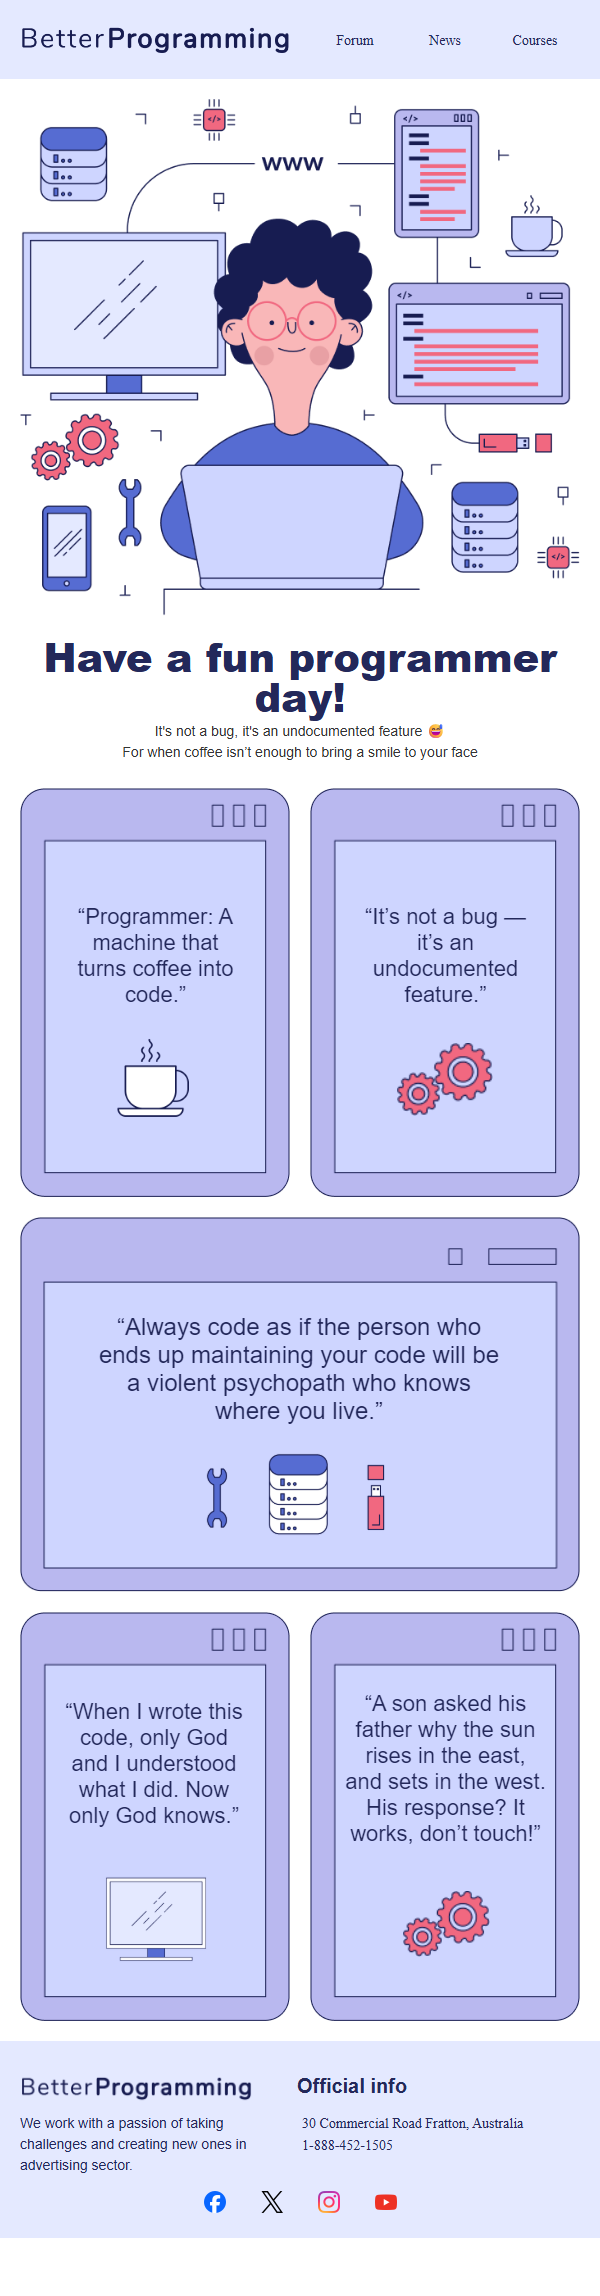 BetterProgramming
Forum News Courses
</>
www
</>
</>
</>
Have a fun programmer
day!
It's not a bug, it's an undocumented feature 😅
For when coffee isn’t enough to bring a smile to your face
“Programmer: A
machine that
turns coffee into
code.”
“It’s not a bug —
it’s an
undocumented
feature.”
“Always code as if the person who
ends up maintaining your code will be
a violent psychopath who knows
where you live.”
“When I wrote this
code, only God
and I understood
what I did. Now
only God knows.”
“A son asked his
father why the sun
rises in the east,
and sets in the west.
His response? It
works, don’t touch!”
BetterProgramming
We work with a passion of taking
challenges and creating new ones in
advertising sector.
Official info
30 Commercial Road Fratton, Australia
1-888-452-1505